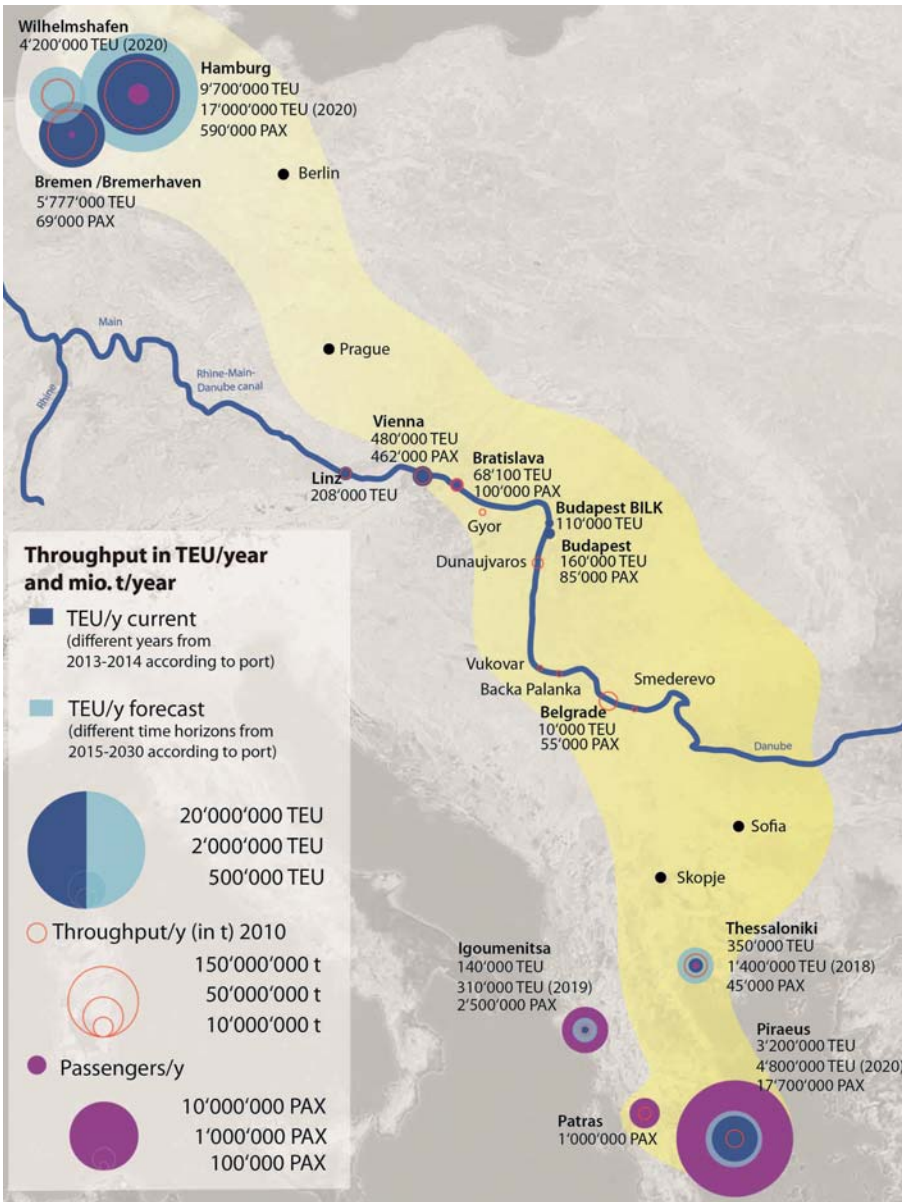 Wilhelmshafen
4‘200‘000 TEU (2020)
Hamburg
9‘700‘000 TEU
17‘000‘000 TEU (2020)
590‘000 PAX
Bremen /Bremerhaven
5‘777‘000 TEU
69‘000 PAX
Berlin
Main
Prague
Rhine
Rhine-Main-
Danube canal
Vienna
480‘000 TEU
462‘000 PAX
Linz
208‘000 TEU
Bratislava
68‘100 TEU
100‘000 PAX
Gyor
Budapest BILK
110‘000 TEU
Budapest
160‘000 TEU
85‘000 PAX
Dunaujvaros
Vukovar
Backa Palanka
Smederevo
Belgrade
10‘000 TEU
55‘000 PAX
Danube
Sofia
Skopje
Thessaloniki
350‘000 TEU
1‘400‘000 TEU (2018)
45‘000 PAX
Igoumenitsa
140‘000 TEU
310‘000 TEU (2019)
2‘500‘000 PAX
Piraeus
3‘200‘000 TEU
4‘800‘000 TEU (2020)
17‘700‘000 PAX
Patras
1‘000‘000 PAX
Throughput in TEU/year
and mio. t/year
TEU/y current
(different years from
2013-2014 according to port)
TEU/y forecast
(different time horizons from
2015-2030 according to port)
20‘000‘000 TEU
2‘000‘000 TEU
500‘000 TEU
Throughput/y (in t) 2010
150‘000‘000 t
50‘000‘000 t
10‘000‘000 t
Passengers/y
10‘000‘000 PAX
1‘000‘000 PAX
100‘000 PAX